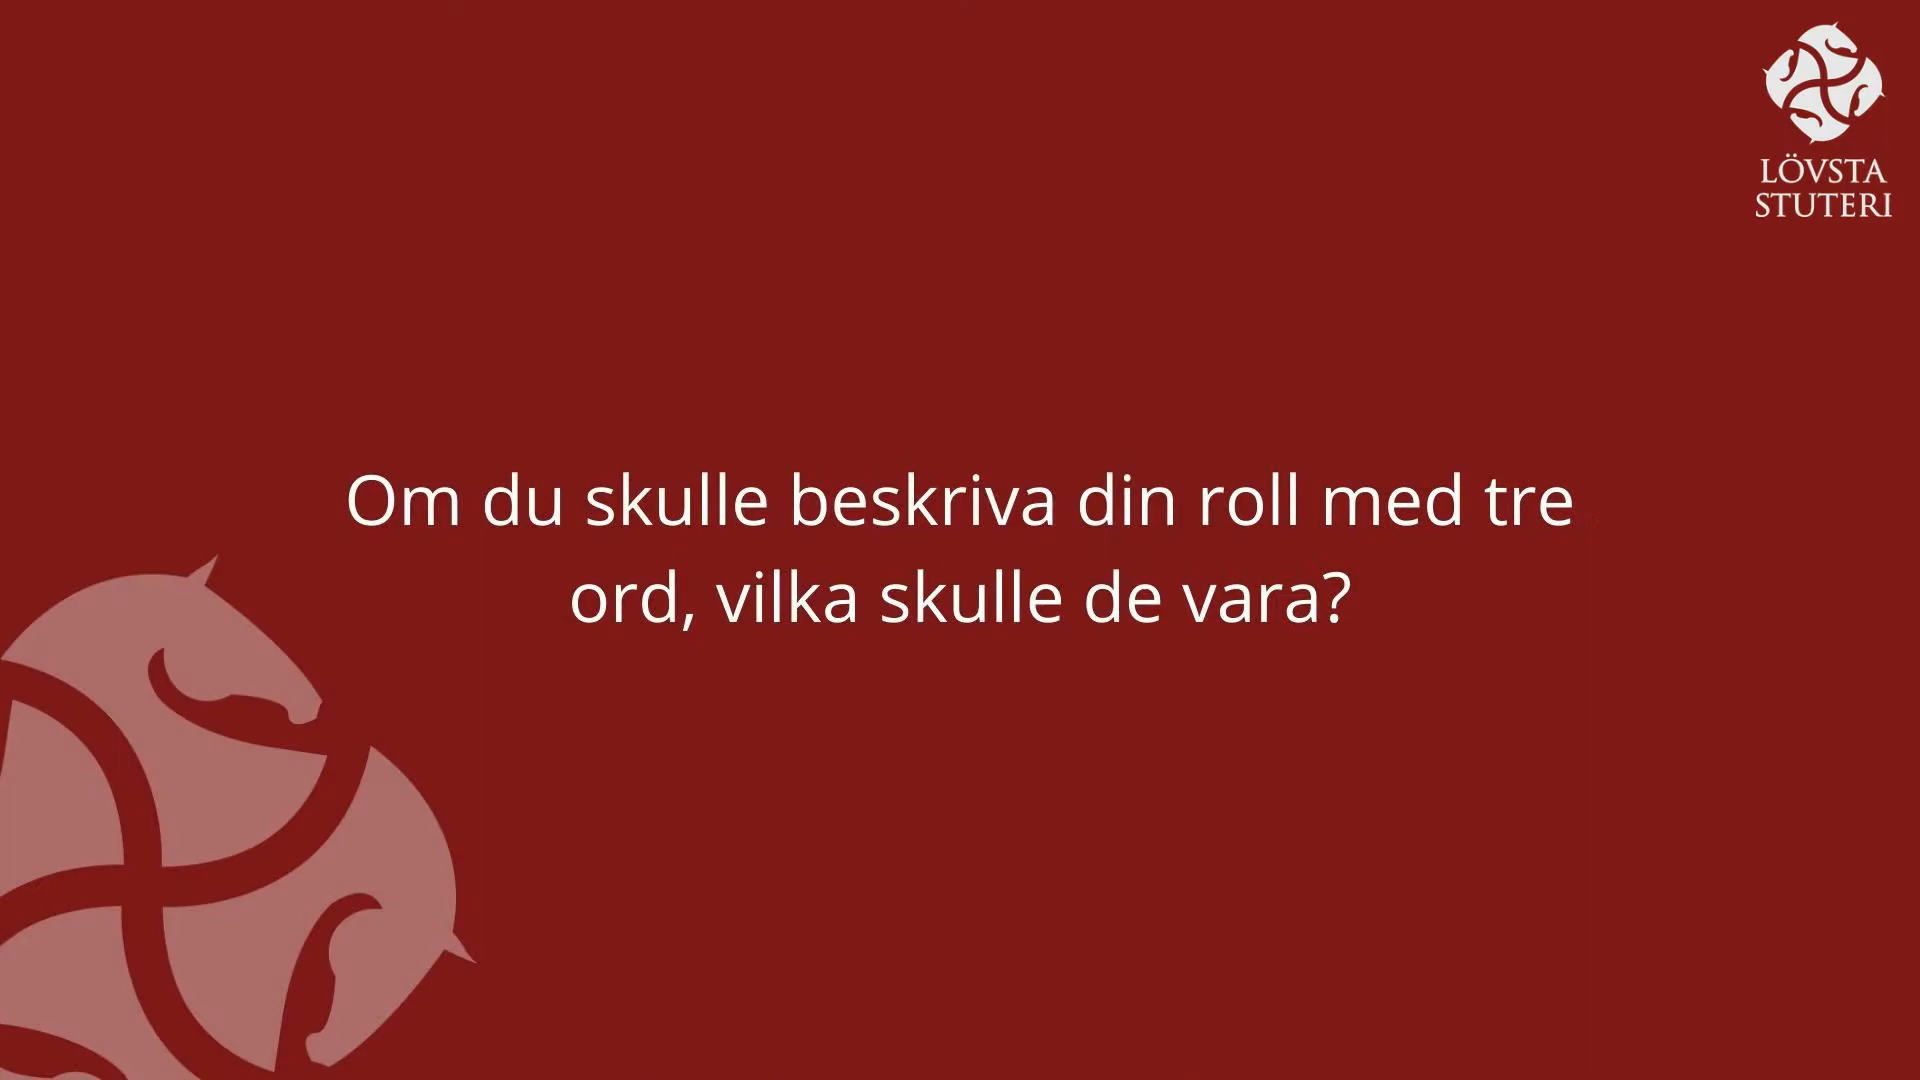 LÖVSTA
STUTERI
Om du skulle beskriva din roll med tre
ord, vilka skulle de vara?